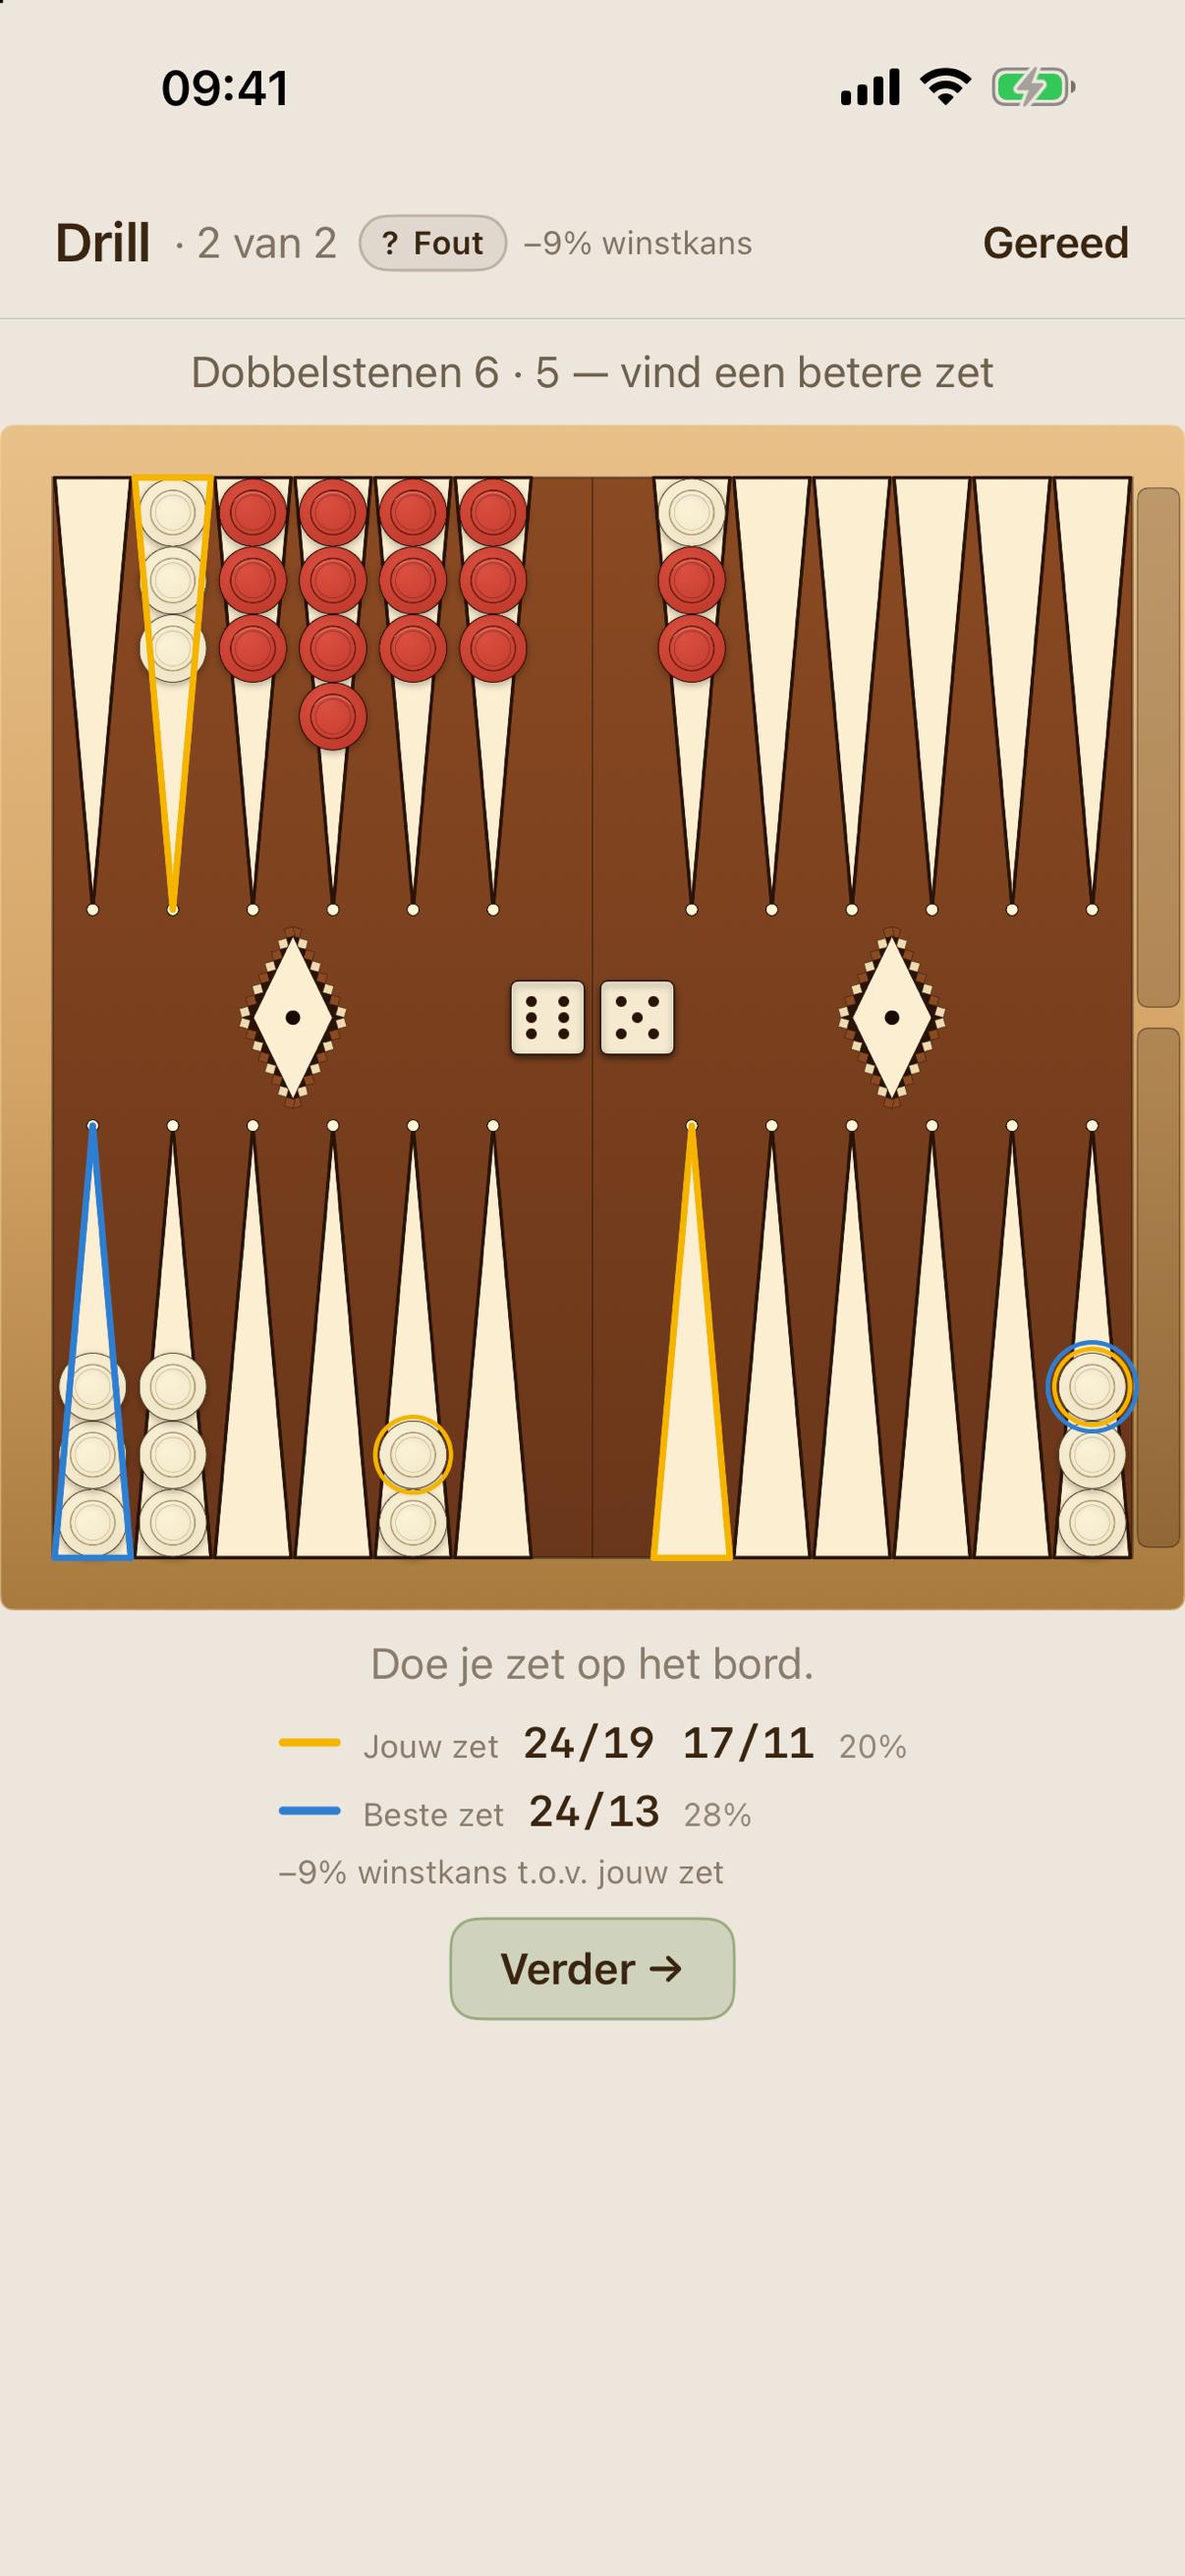 09:41
Drill · 2 van 2 ? Fout –9% winstkans Gereed
Dobbelstenen 6 · 5 — vind een betere zet
Doe je zet op het bord.
Jouw zet 24/19 17/11 20%
Beste zet 24/13 28%
–9% winstkans t.o.v. jouw zet
Verder →